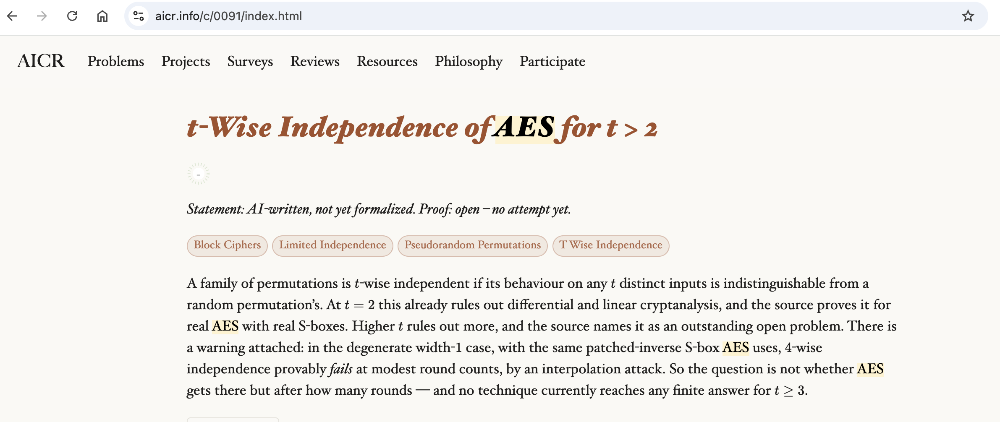 aicr.info/c/0091/index.html
AICR Problems Projects Surveys Reviews Resources Philosophy Participate
t-Wise Independence of AES for t > 2
–
Statement: AI-written, not yet formalized. Proof: open – no attempt yet.
Block Ciphers Limited Independence Pseudorandom Permutations T Wise Independence
A family of permutations is t-wise independent if its behaviour on any t distinct inputs is indistinguishable from a
random permutation’s. At t = 2 this already rules out differential and linear cryptanalysis, and the source proves it for
real AES with real S-boxes. Higher t rules out more, and the source names it as an outstanding open problem. There is
a warning attached: in the degenerate width-1 case, with the same patched-inverse S-box AES uses, 4-wise
independence provably fails at modest round counts, by an interpolation attack. So the question is not whether AES
gets there but after how many rounds — and no technique currently reaches any finite answer for t ≥ 3.